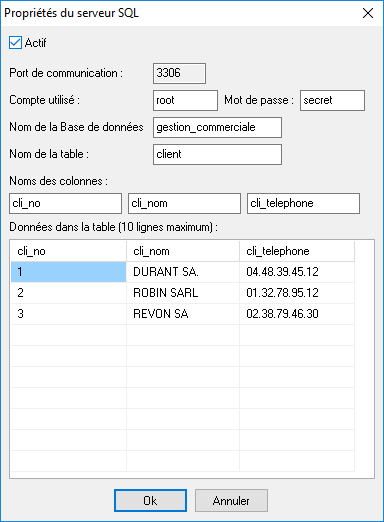 Propriétés du serveur SQL
Actif
Port de communication : 3306
Compte utilisé : root Mot de passe : secret
Nom de la Base de données gestion_commerciale
Nom de la table : client
Noms des colonnes :
cli_no cli_nom cli_telephone
Données dans la table (10 lignes maximum) :
cli_no cli_nom cli_telephone
1 DURANT SA. 04.48.39.45.12
2 ROBIN SARL 01.32.78.95.12
3 REVON SA 02.38.79.46.30
Ok Annuler